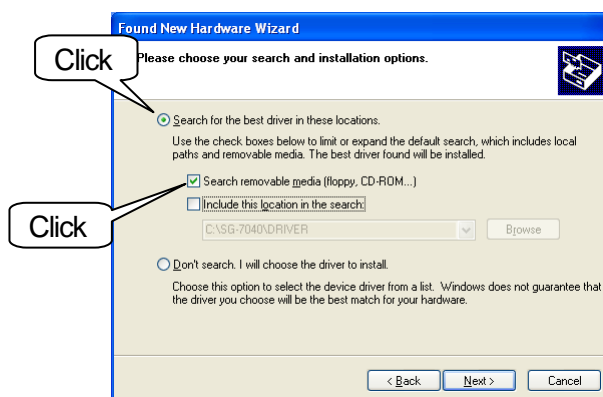 Found New Hardware Wizard
Click
Please choose your search and installation options.
Search for the best driver in these locations.
Use the check boxes below to limit or expand the default search, which includes local
paths and removable media. The best driver found will be installed.
Search removable media (floppy, CD-ROM...)
Include this location in the search:
Click
C:\SG-7040\DRIVER
Browse
Don't search. I will choose the driver to install.
Choose this option to select the device driver from a list. Windows does not guarantee that
the driver you choose will be the best match for your hardware.
< Back
Next >
Cancel